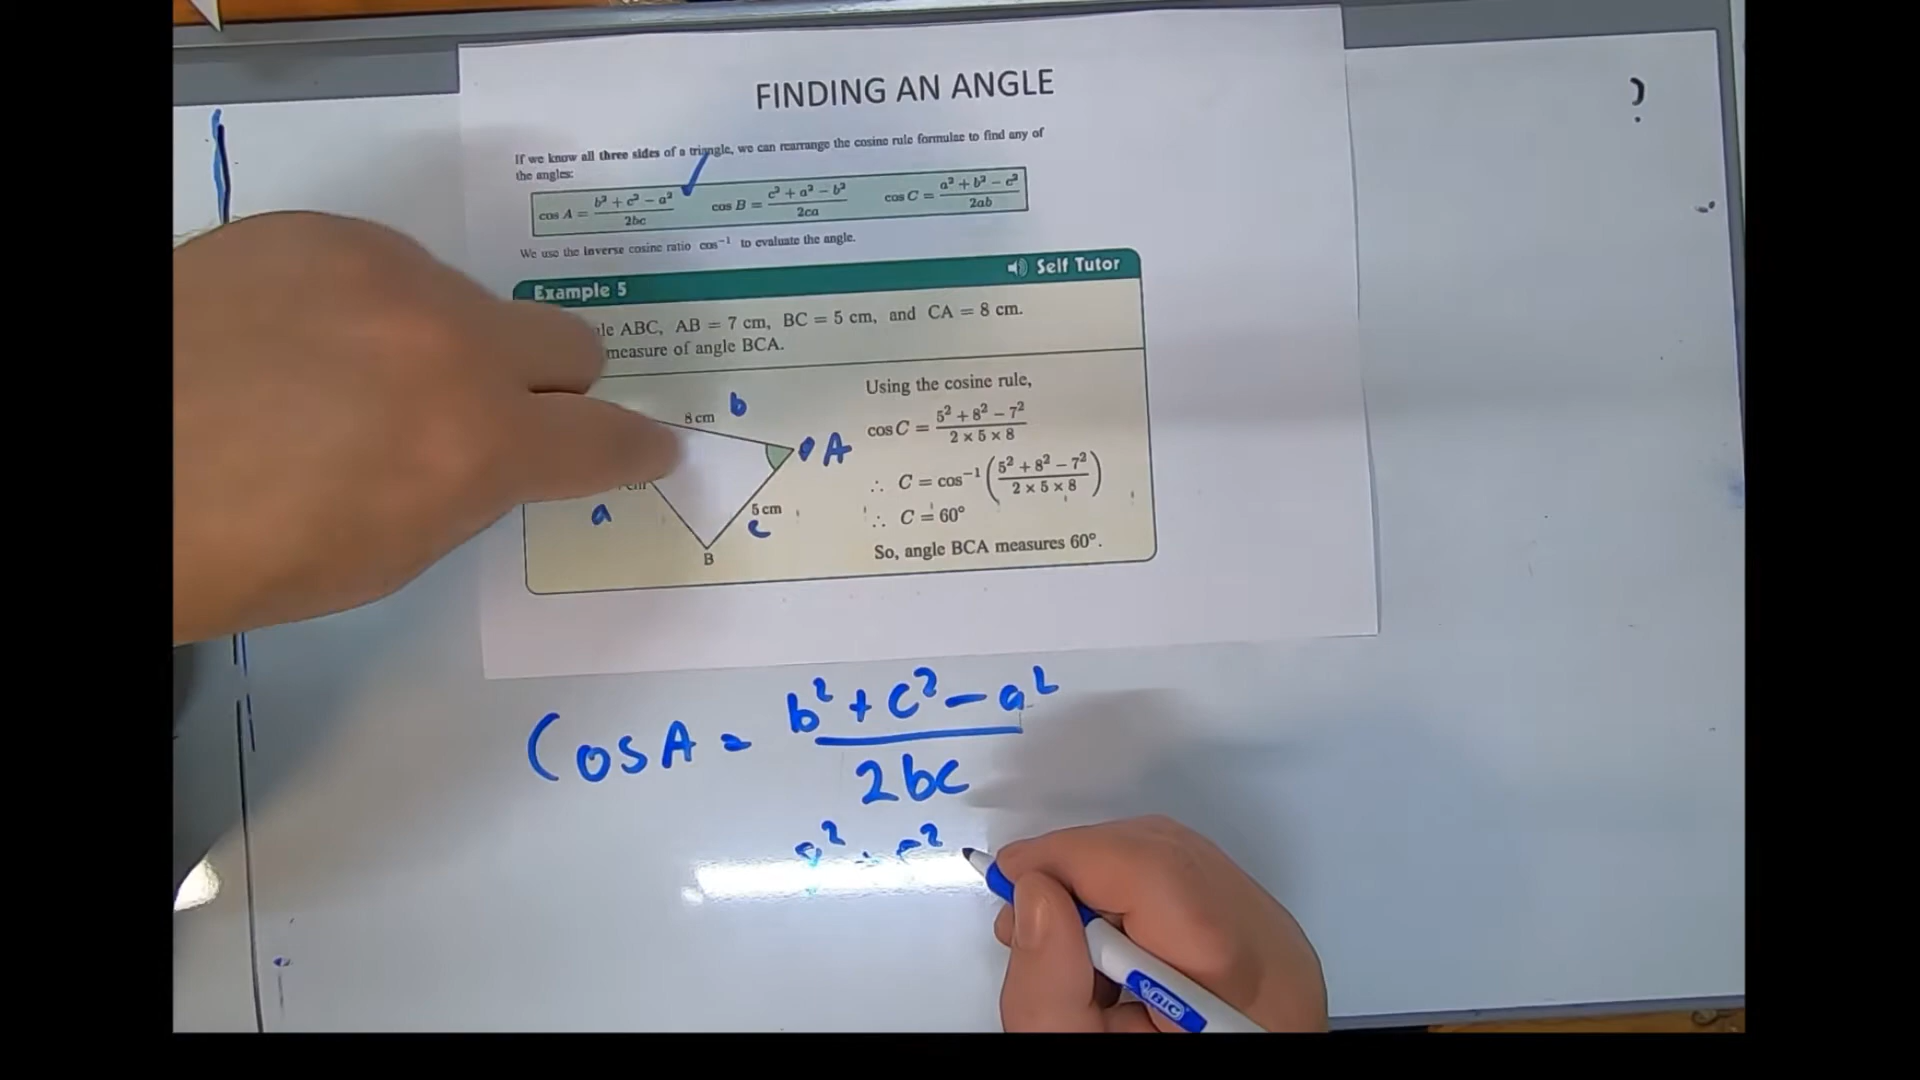 FINDING AN ANGLE
If we know all three sides of a triangle, we can rearrange the cosine rule formulae to find any of
the angles:
cos A = (b² + c² − a²) / 2bc   cos B = (c² + a² − b²) / 2ca   cos C = (a² + b² − c²) / 2ab
We use the inverse cosine ratio cos⁻¹ to evaluate the angle.
Self Tutor
Example 5
ABC, AB = 7 cm, BC = 5 cm, and CA = 8 cm.
measure of angle BCA.
8 cm
b
A
a
5 cm
c
B
Using the cosine rule,
cos C = (5² + 8² − 7²) / (2 × 5 × 8)
∴ C = cos⁻¹((5² + 8² − 7²) / (2 × 5 × 8))
∴ C = 60°
So, angle BCA measures 60°.
CosA = (b² + c² − a²) / 2bc
BIC